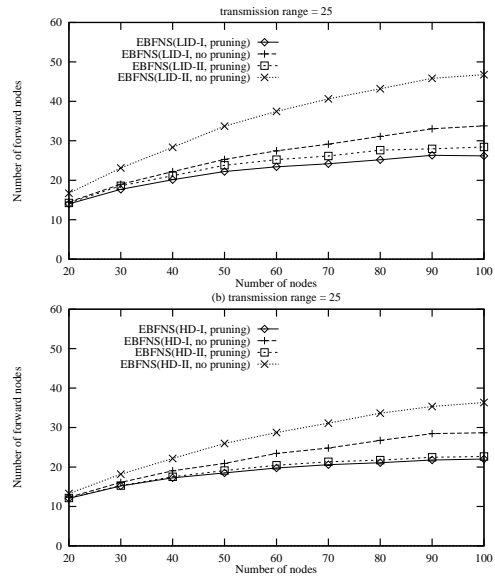 transmission range = 25
EBFNS(LID-I, pruning)
EBFNS(LID-I, no pruning)
EBFNS(LID-II, pruning)
EBFNS(LID-II, no pruning)
Number of forward nodes
60
50
40
30
20
10
0
20 30 40 50 60 70 80 90 100
Number of nodes
(b) transmission range = 25
EBFNS(HD-I, pruning)
EBFNS(HD-I, no pruning)
EBFNS(HD-II, pruning)
EBFNS(HD-II, no pruning)
Number of forward nodes
60
50
40
30
20
10
0
20 30 40 50 60 70 80 90 100
Number of nodes